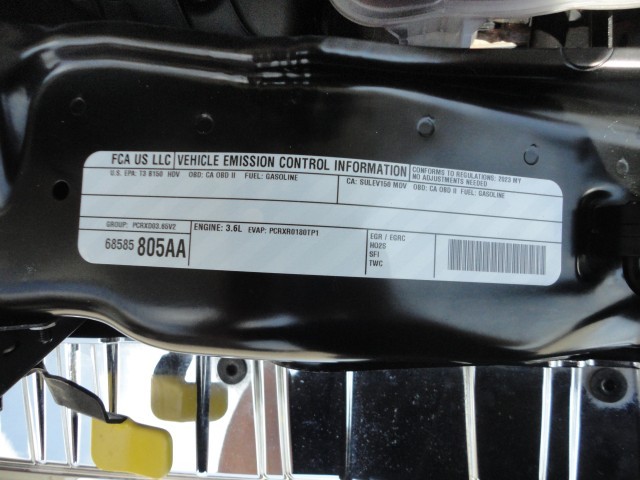 FCA US LLC VEHICLE EMISSION CONTROL INFORMATION CONFORMS TO REGULATIONS: 2023 MY
NO ADJUSTMENTS NEEDED
U.S. EPA: T3 B150 HDV OBD: CA OBD II FUEL: GASOLINE
CA: SULEV150 MDV OBD: CA OBD II FUEL: GASOLINE
GROUP: PCRXD03.65V2
68585 805AA
ENGINE: 3.6L EVAP: PCRXR0180TP1
EGR / EGRC
HO2S
SFI
TWC